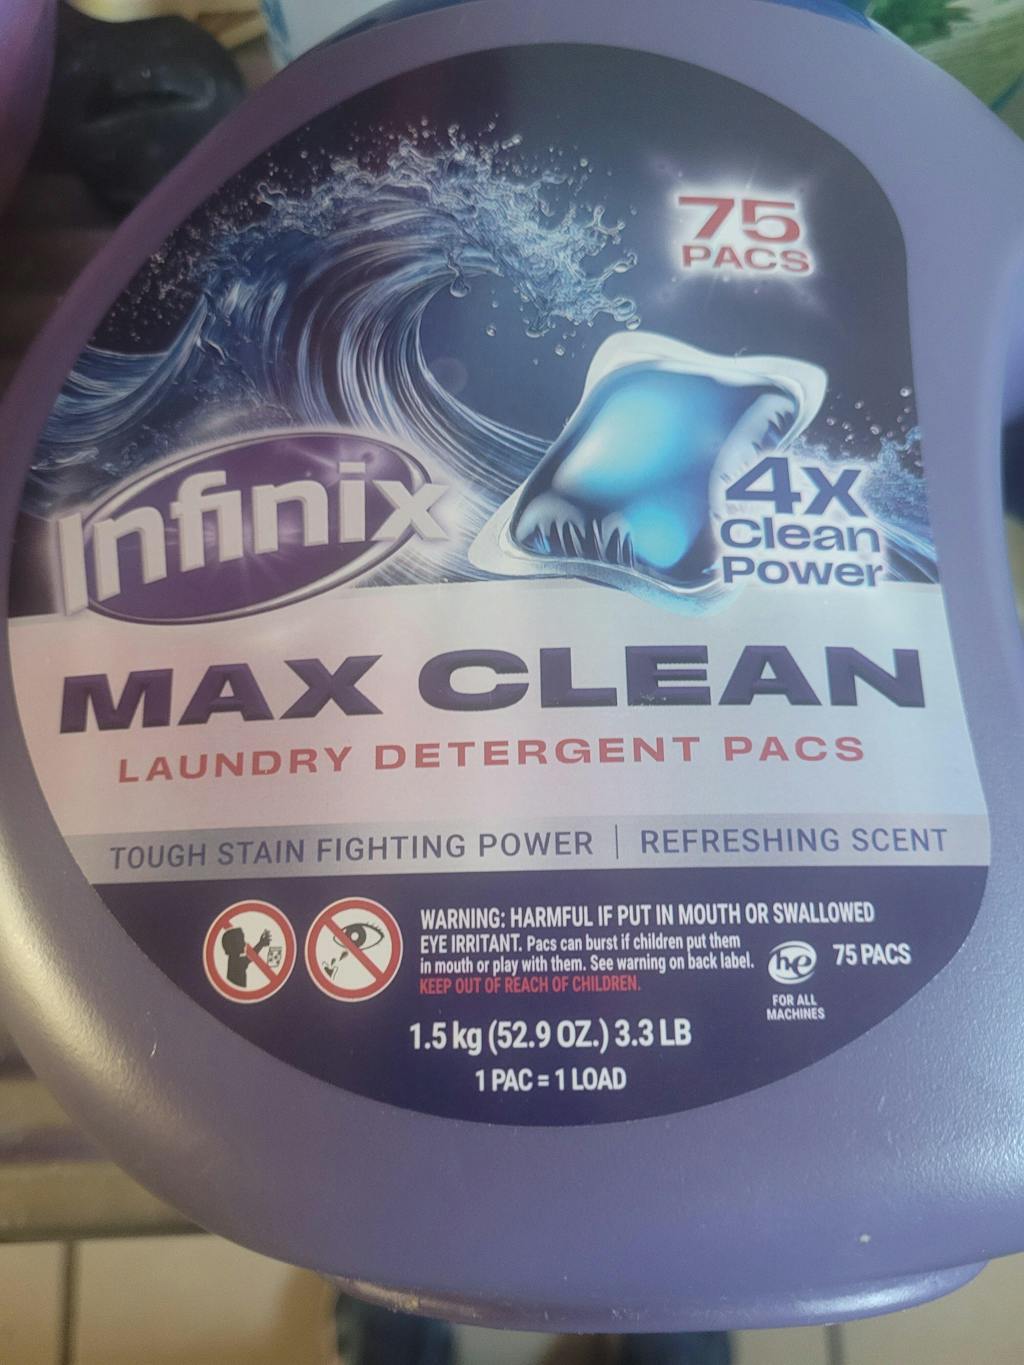 75
PACS
Infinix
4x
Clean
Power
MAX CLEAN
LAUNDRY DETERGENT PACS
TOUGH STAIN FIGHTING POWER | REFRESHING SCENT
WARNING: HARMFUL IF PUT IN MOUTH OR SWALLOWED
EYE IRRITANT. Pacs can burst if children put them
in mouth or play with them. See warning on back label.
KEEP OUT OF REACH OF CHILDREN.
he
75 PACS
FOR ALL
MACHINES
1.5 kg (52.9 OZ.) 3.3 LB
1 PAC = 1 LOAD